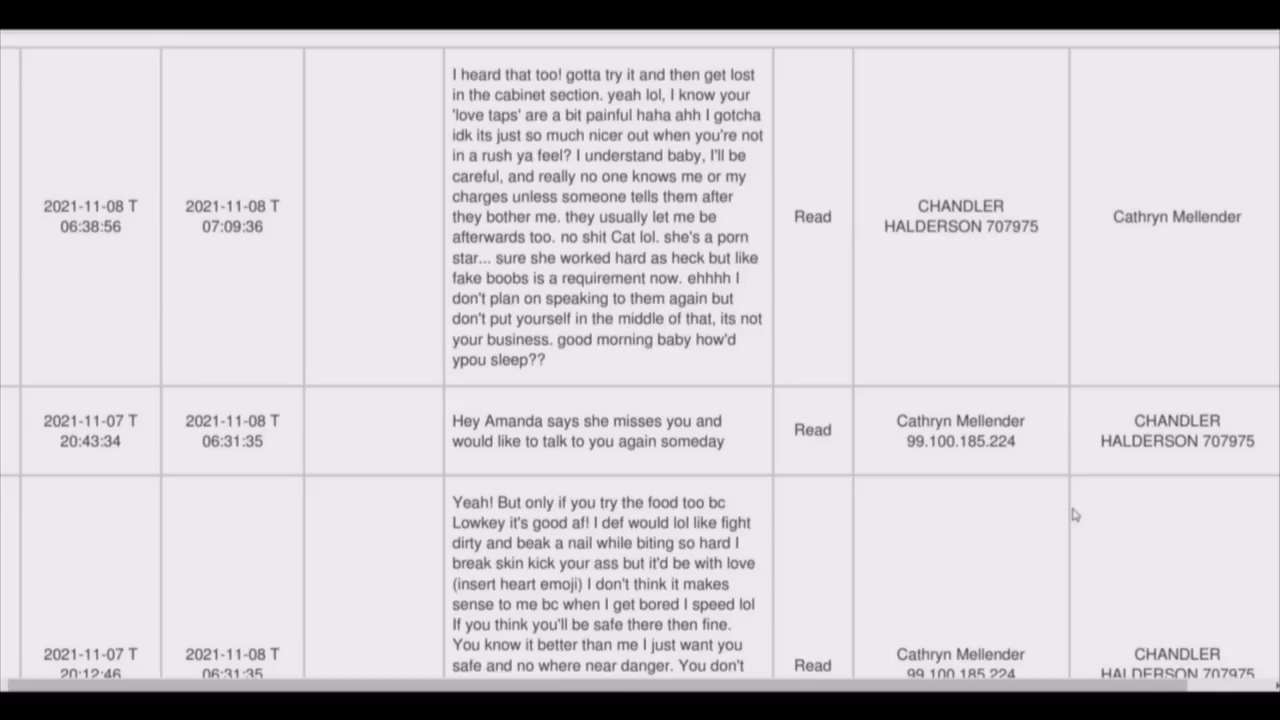 I heard that too! gotta try it and then get lost
in the cabinet section. yeah lol, I know your
'love taps' are a bit painful haha ahh I gotcha
idk its just so much nicer out when you're not
in a rush ya feel? I understand baby, I'll be
careful, and really no one knows me or my
charges unless someone tells them after
they bother me. they usually let me be
afterwards too. no shit Cat lol. she's a porn
star... sure she worked hard as heck but like
fake boobs is a requirement now. ehhhh I
don't plan on speaking to them again but
don't put yourself in the middle of that, its not
your business. good morning baby how'd
ypou sleep??
2021-11-08 T
06:38:56
2021-11-08 T
07:09:36
Read
CHANDLER
HALDERSON 707975
Cathryn Mellender
2021-11-07 T
20:43:34
2021-11-08 T
06:31:35
Hey Amanda says she misses you and
would like to talk to you again someday
Read
Cathryn Mellender
99.100.185.224
CHANDLER
HALDERSON 707975
Yeah! But only if you try the food too bc
Lowkey it's good af! I def would lol like fight
dirty and beak a nail while biting so hard I
break skin kick your ass but it'd be with love
(insert heart emoji) I don't think it makes
sense to me bc when I get bored I speed lol
If you think you'll be safe there then fine.
You know it better than me I just want you
safe and no where near danger. You don't
2021-11-07 T
20:12:46
2021-11-08 T
06:31:35
Read
Cathryn Mellender
99.100.185.224
CHANDLER
HALDERSON 707975